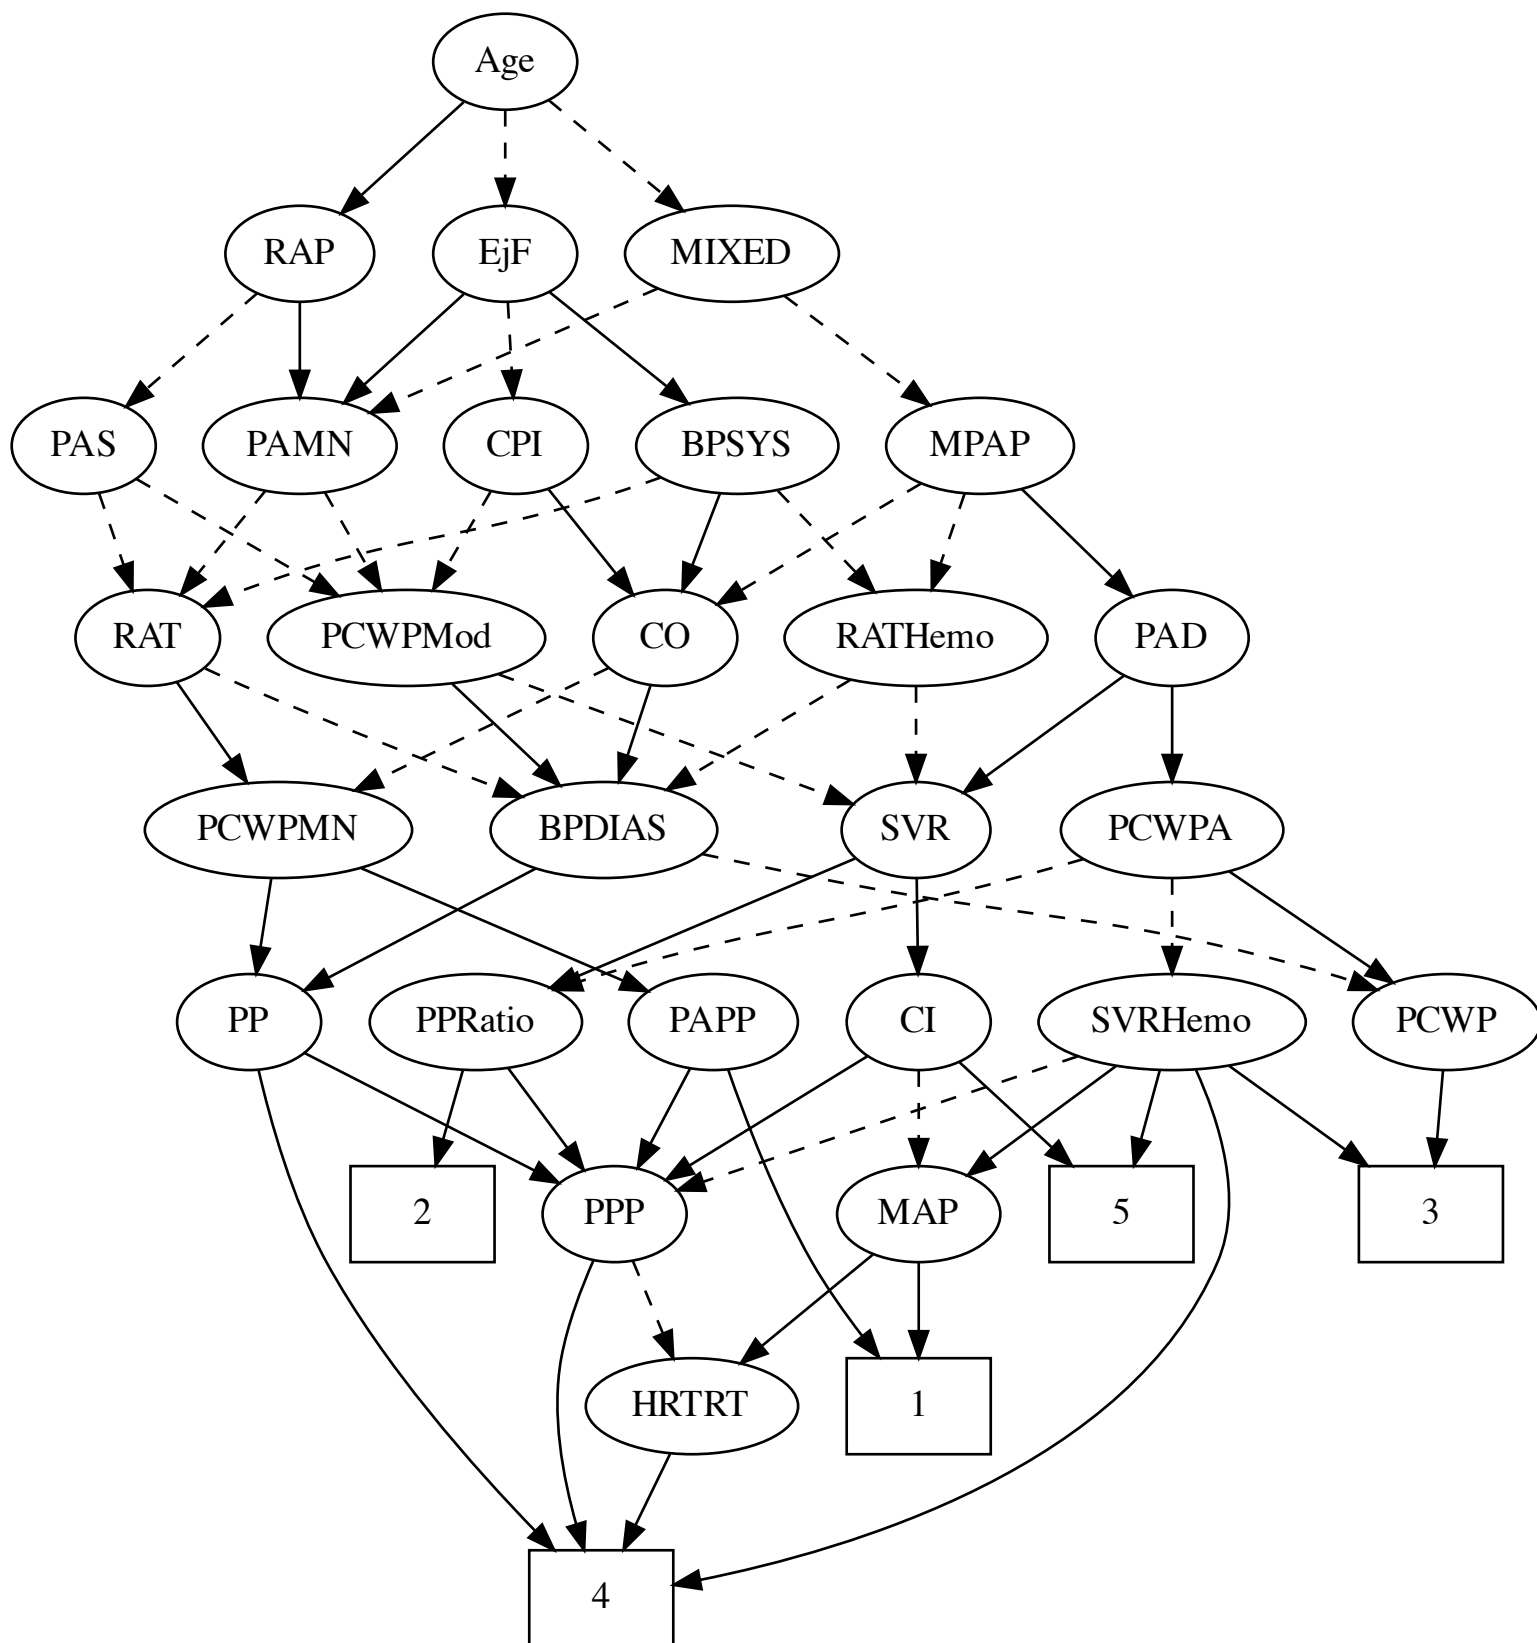 Age
RAP
EjF
MIXED
PAS
PAMN
CPI
BPSYS
MPAP
RAT
PCWPMod
CO
RATHemo
PAD
PCWPMN
BPDIAS
SVR
PCWPA
PP
PPRatio
PAPP
CI
SVRHemo
PCWP
2
PPP
MAP
5
3
HRTRT
1
4